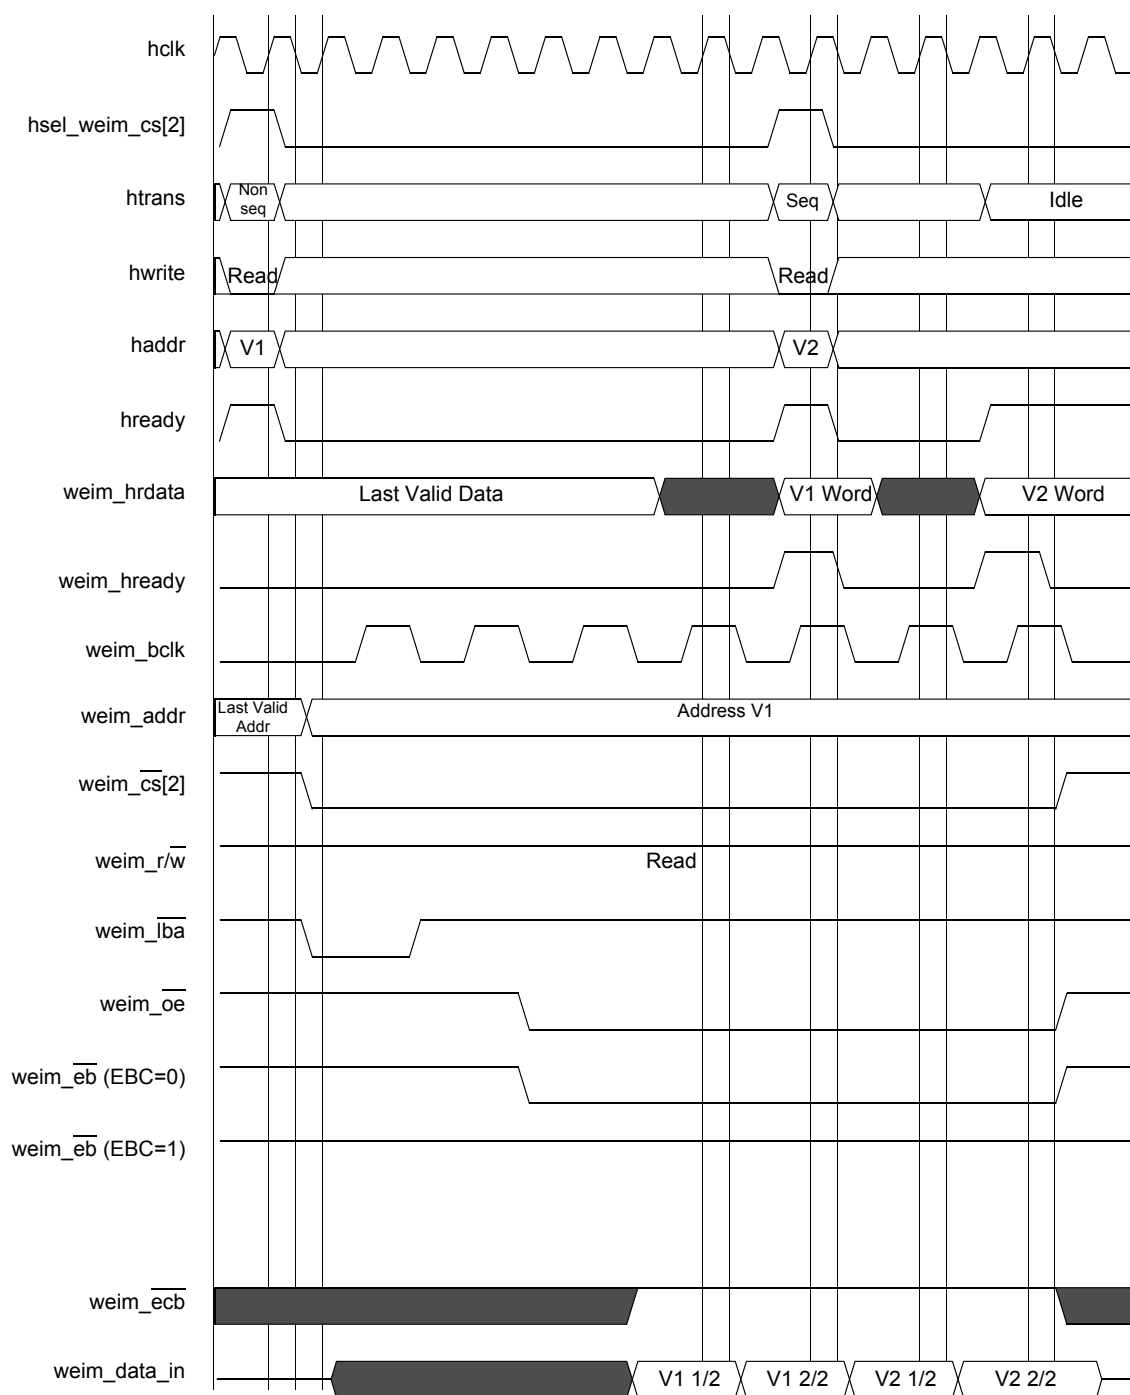 hclk
hsel_weim_cs[2]
htrans Non seq Seq Idle
hwrite Read Read
haddr V1 V2
hready
weim_hrdata Last Valid Data V1 Word V2 Word
weim_hready
weim_bclk
weim_addr Last Valid Addr Address V1
weim_cs[2]
weim_r/w Read
weim_lba
weim_oe
weim_eb (EBC=0)
weim_eb (EBC=1)
weim_ecb
weim_data_in V1 1/2 V1 2/2 V2 1/2 V2 2/2